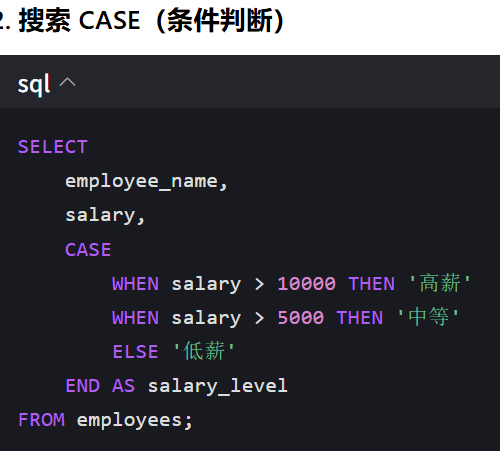 2. 搜索 CASE（条件判断）
sql
SELECT
    employee_name,
    salary,
    CASE
        WHEN salary > 10000 THEN '高薪'
        WHEN salary > 5000 THEN '中等'
        ELSE '低薪'
    END AS salary_level
FROM employees;